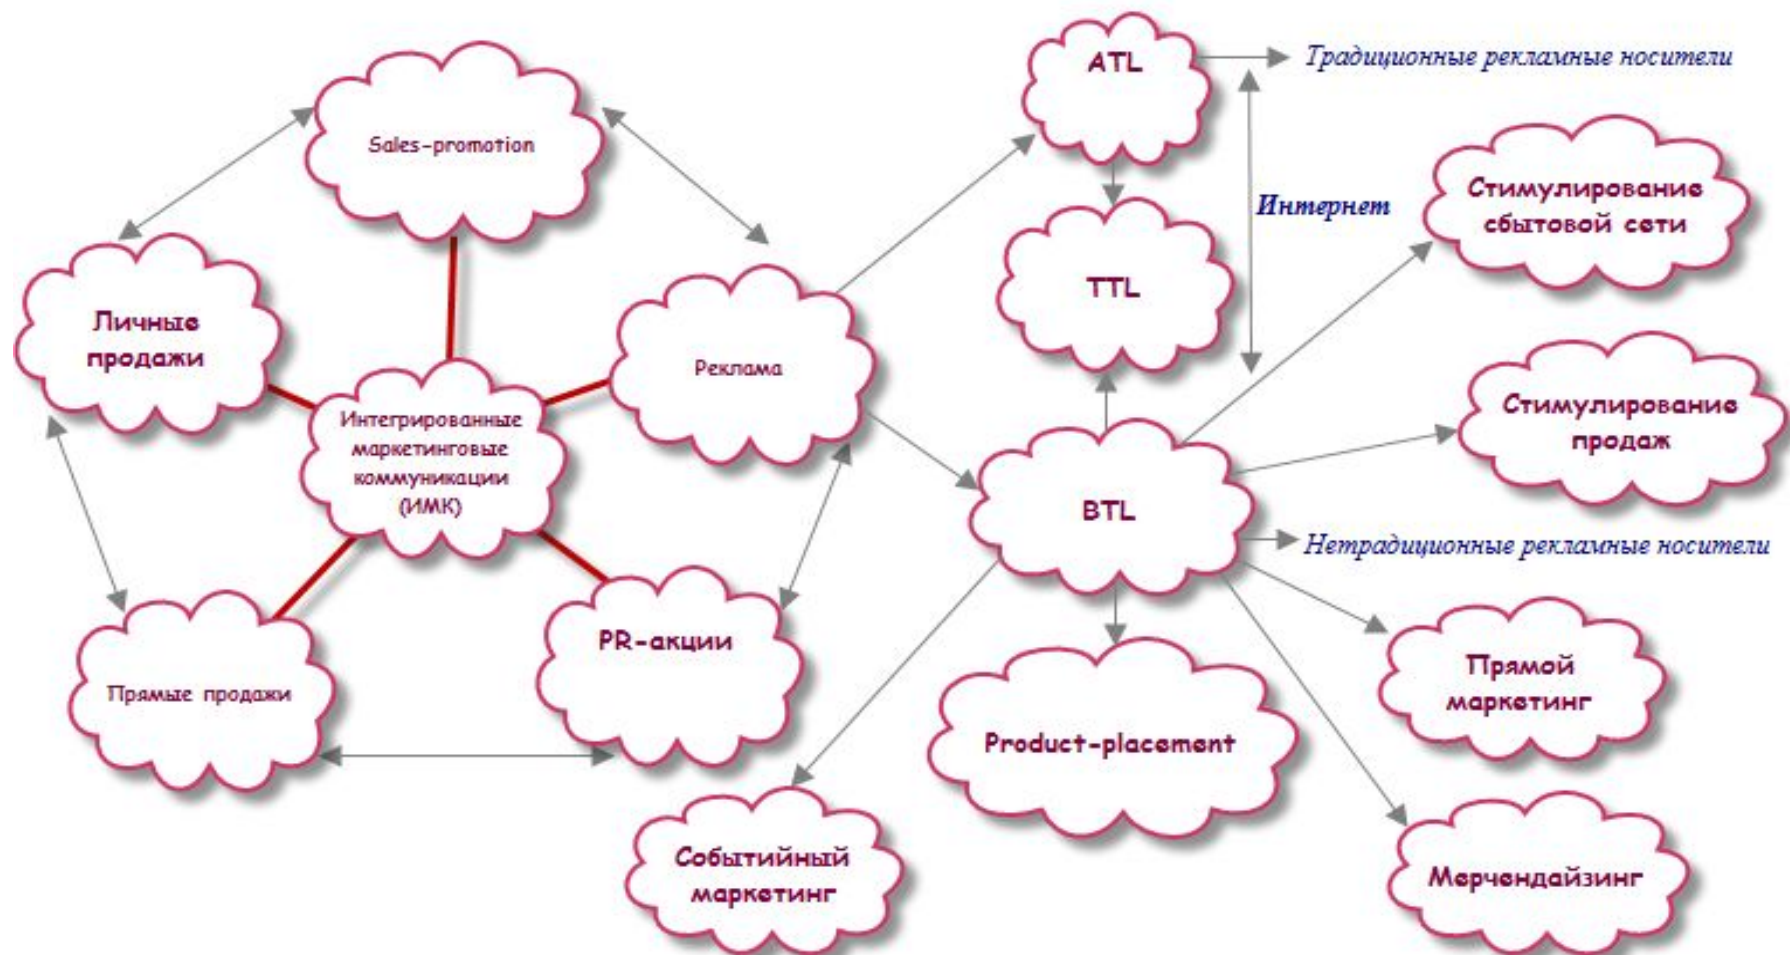 ATL
Традиционные рекламные носители
Sales-promotion
Стимулирование
сбытовой сети
Интернет
TTL
Личные
продажи
Реклама
Стимулирование
продаж
Интегрированные
маркетинговые
коммуникации
(ИМК)
BTL
Нетрадиционные рекламные носители
PR-акции
Прямые продажи
Прямой
маркетинг
Product-placement
Событийный
маркетинг
Мерчендайзинг